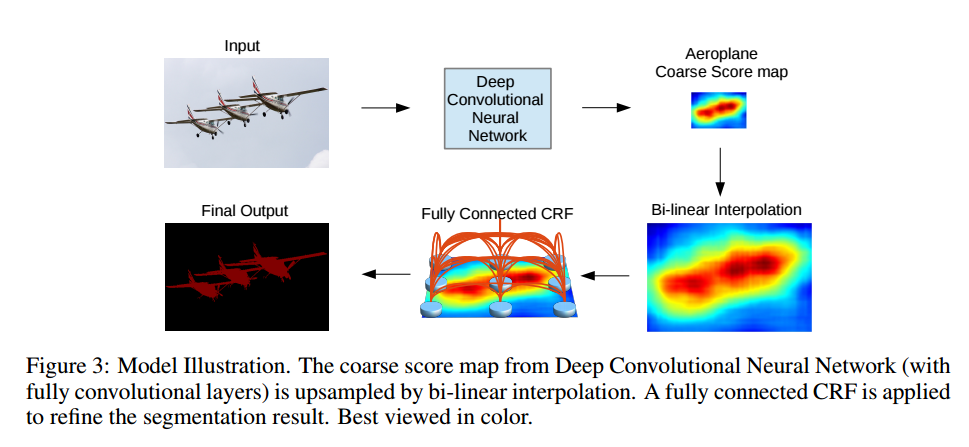 Input
Deep
Convolutional
Neural
Network
Aeroplane
Coarse Score map
Final Output
Fully Connected CRF
Bi-linear Interpolation
Figure 3: Model Illustration. The coarse score map from Deep Convolutional Neural Network (with
fully convolutional layers) is upsampled by bi-linear interpolation. A fully connected CRF is applied
to refine the segmentation result. Best viewed in color.